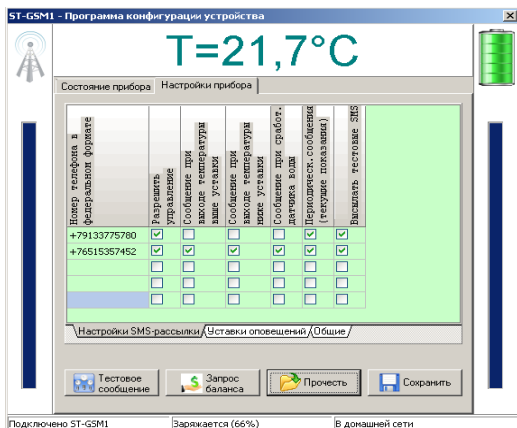 ST-GSM1 - Программа конфигурации устройства
T=21,7°C
Состояние прибора
Настройки прибора
Номер телефона в
федеральном формате
Разрешить
управление
Сообщение при
выходе температуры
выше уставки
Сообщение при
выходе температуры
ниже уставки
Сообщение при сработ.
датчика воды
Периодическ.сообщения
(текущие показания)
Высылать тестовые SMS
+79133775780
+76515357452
Настройки SMS-рассылки
Уставки оповещений
Общие
Тестовое
сообщение
Запрос
баланса
Прочесть
Сохранить
Подключено ST-GSM1
Заряжается (66%)
В домашней сети